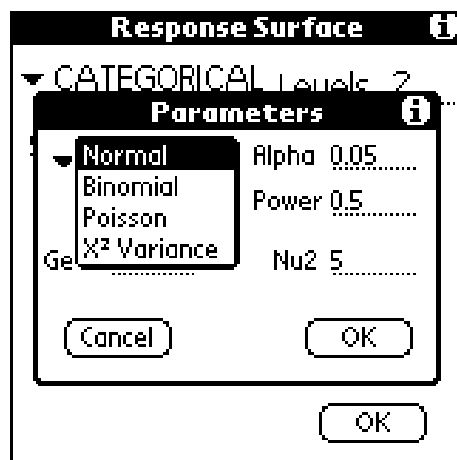 Response Surface i
CATEGORICAL Levels 2
Parameters i
Normal
Binomial
Poisson
X² Variance
Alpha 0.05
Power 0.5
Ge
Nu2 5
Cancel
OK
OK